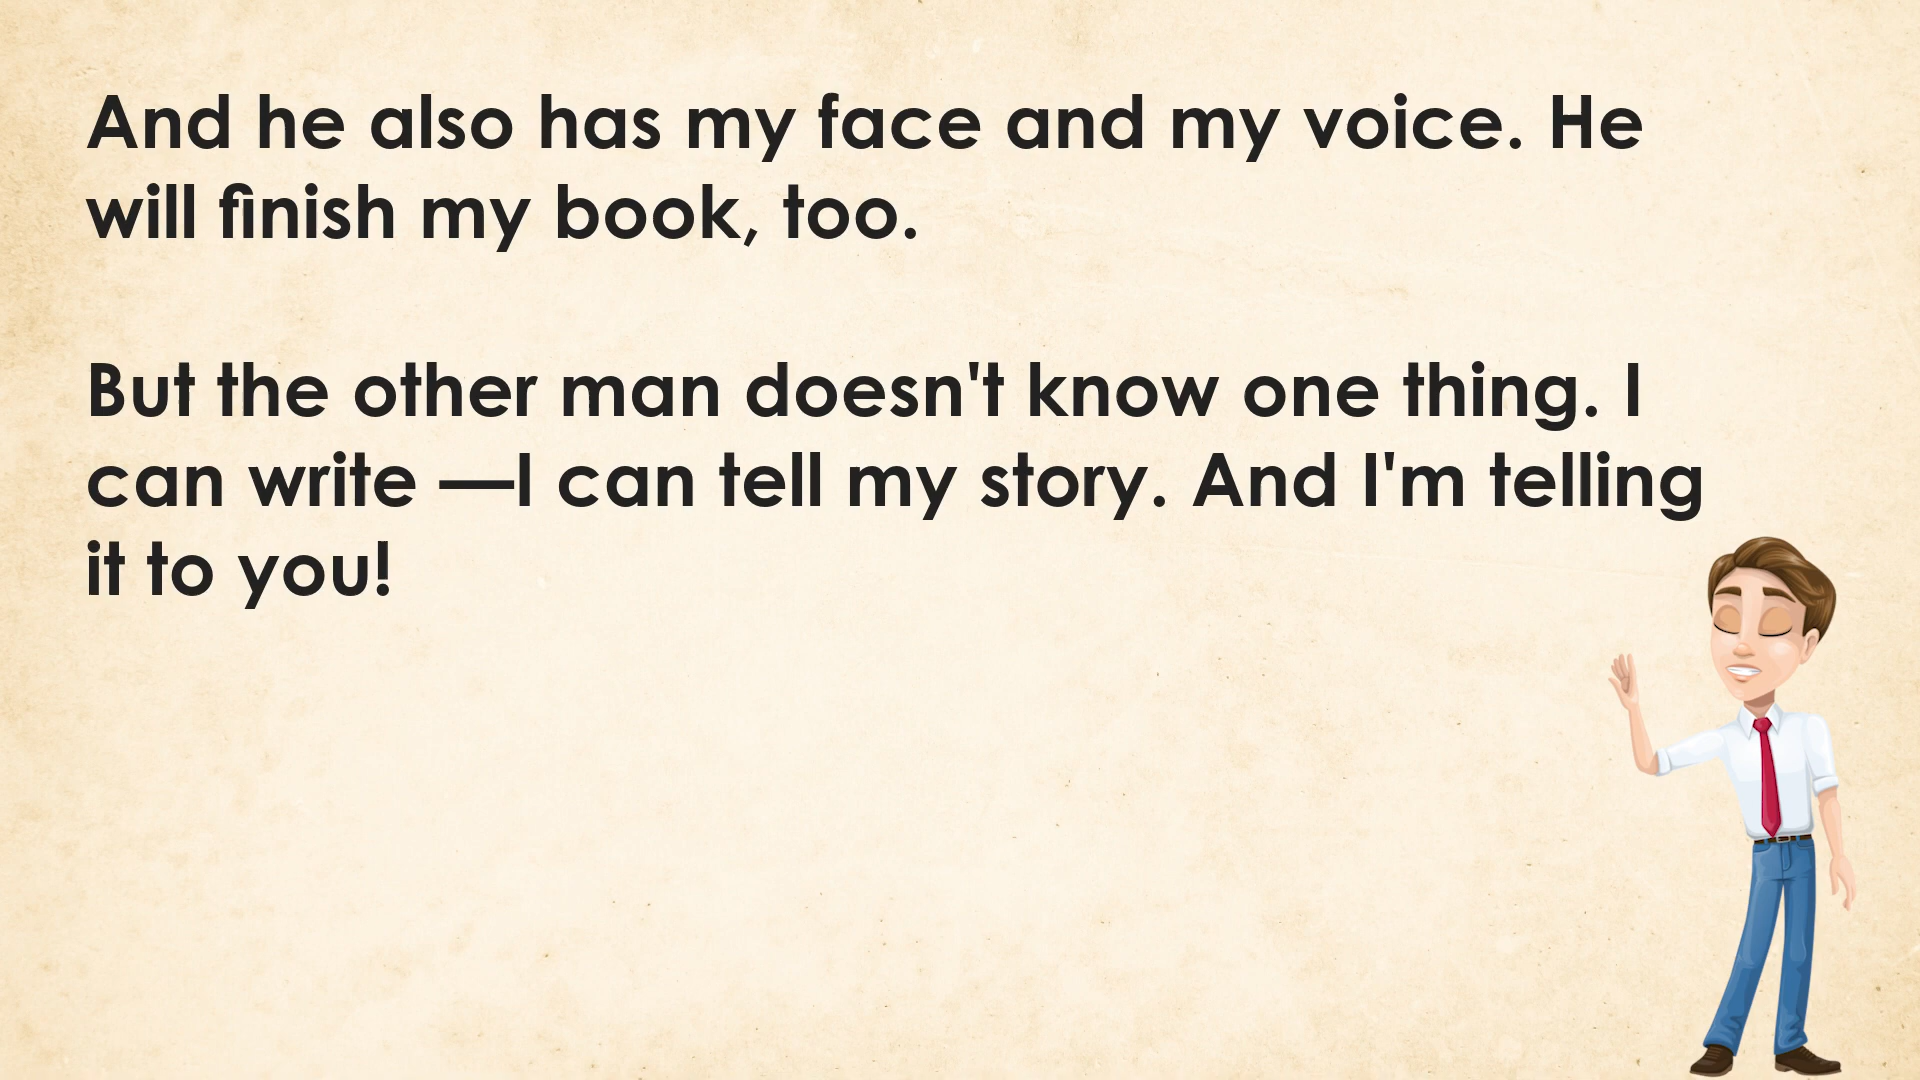 And he also has my face and my voice. He
will finish my book, too.
But the other man doesn't know one thing. I
can write —I can tell my story. And I'm telling
it to you!